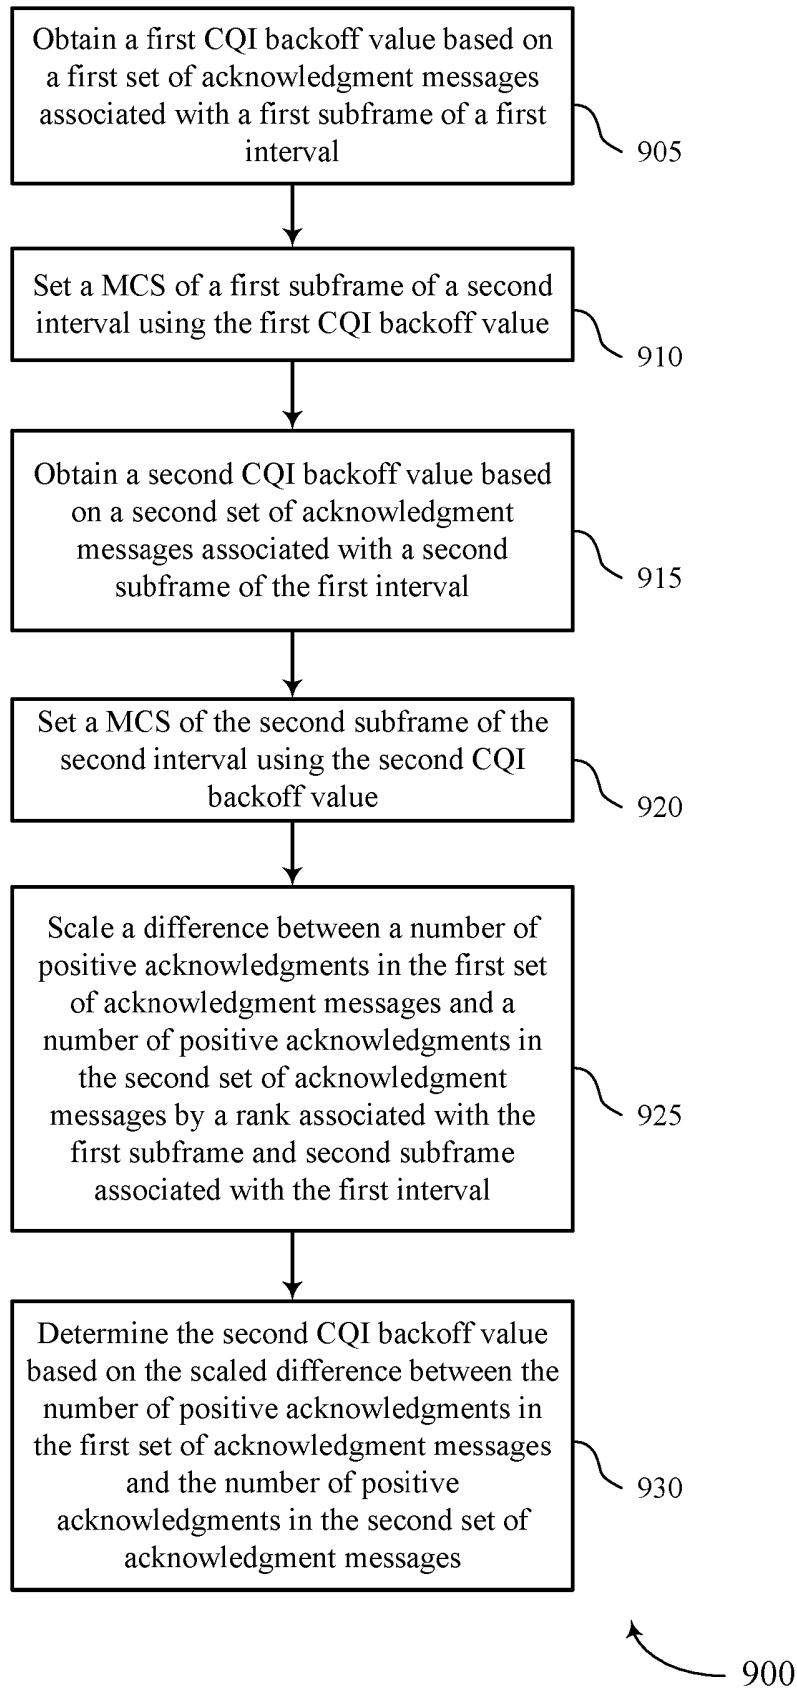 Obtain a first CQI backoff value based on
a first set of acknowledgment messages
associated with a first subframe of a first
interval
905
Set a MCS of a first subframe of a second
interval using the first CQI backoff value
910
Obtain a second CQI backoff value based
on a second set of acknowledgment
messages associated with a second
subframe of the first interval
915
Set a MCS of the second subframe of the
second interval using the second CQI
backoff value
920
Scale a difference between a number of
positive acknowledgments in the first set
of acknowledgment messages and a
number of positive acknowledgments in
the second set of acknowledgment
messages by a rank associated with the
first subframe and second subframe
associated with the first interval
925
Determine the second CQI backoff value
based on the scaled difference between the
number of positive acknowledgments in
the first set of acknowledgment messages
and the number of positive
acknowledgments in the second set of
acknowledgment messages
930
900